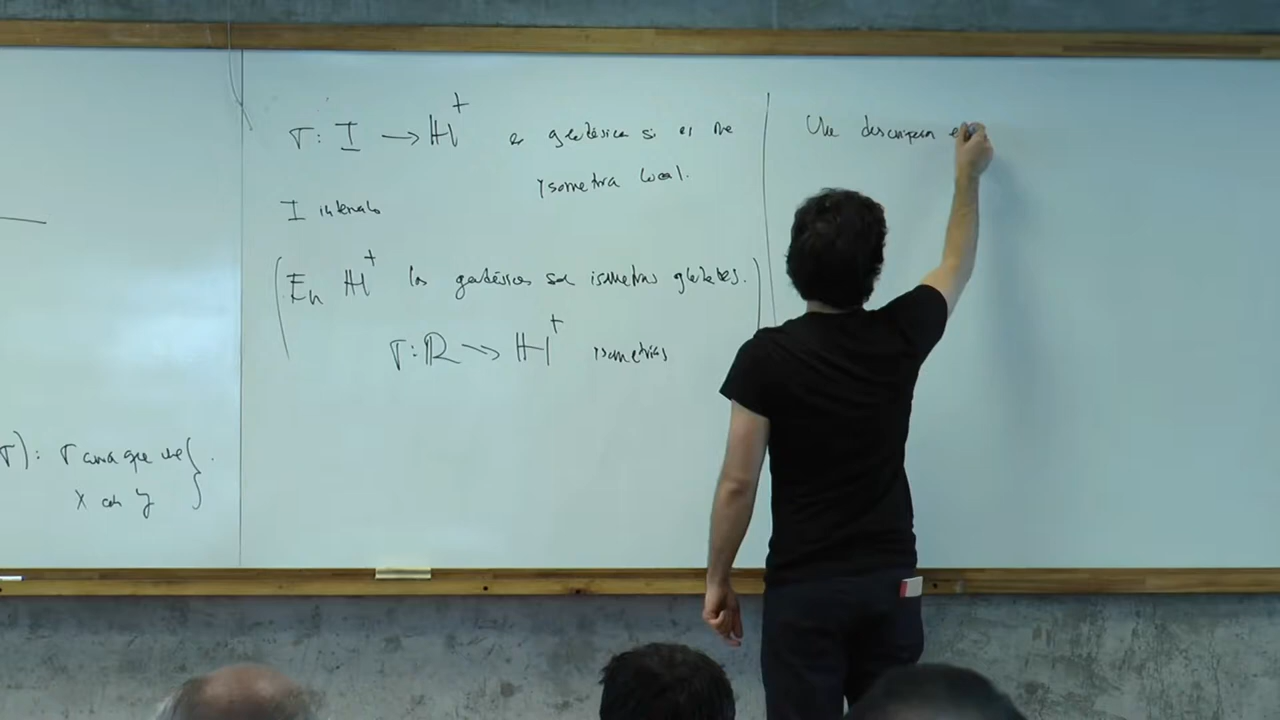 σ): σ curva que une
x con y }.
σ: I → ℍ⁺ es geodésica si es una
isometría local.
I intervalo
(En ℍ⁺ las geodésicas son isometrías globales.)
σ: ℝ → ℍ⁺ isometrías
Una descripción e